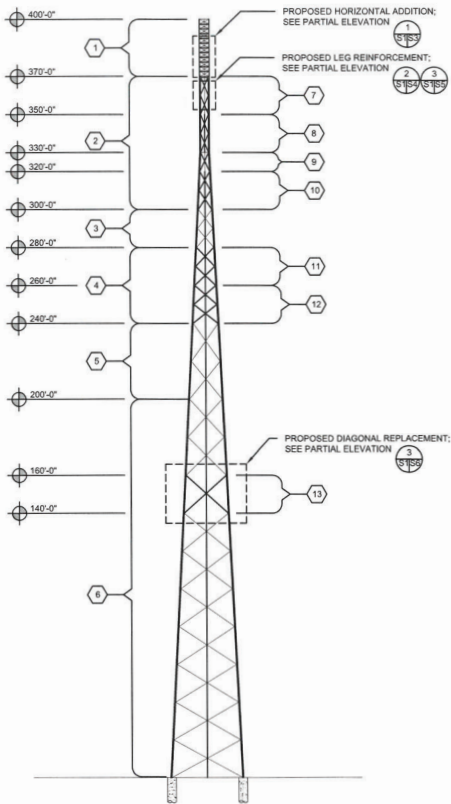 400'-0"
PROPOSED HORIZONTAL ADDITION;
SEE PARTIAL ELEVATION
1
S1 S3
1
370'-0"
PROPOSED LEG REINFORCEMENT;
SEE PARTIAL ELEVATION
2
S1 S4
3
S1 S5
7
350'-0"
8
2
330'-0"
9
320'-0"
10
300'-0"
3
280'-0"
11
260'-0"
4
12
240'-0"
5
200'-0"
PROPOSED DIAGONAL REPLACEMENT;
SEE PARTIAL ELEVATION
3
S1 S6
160'-0"
13
140'-0"
6